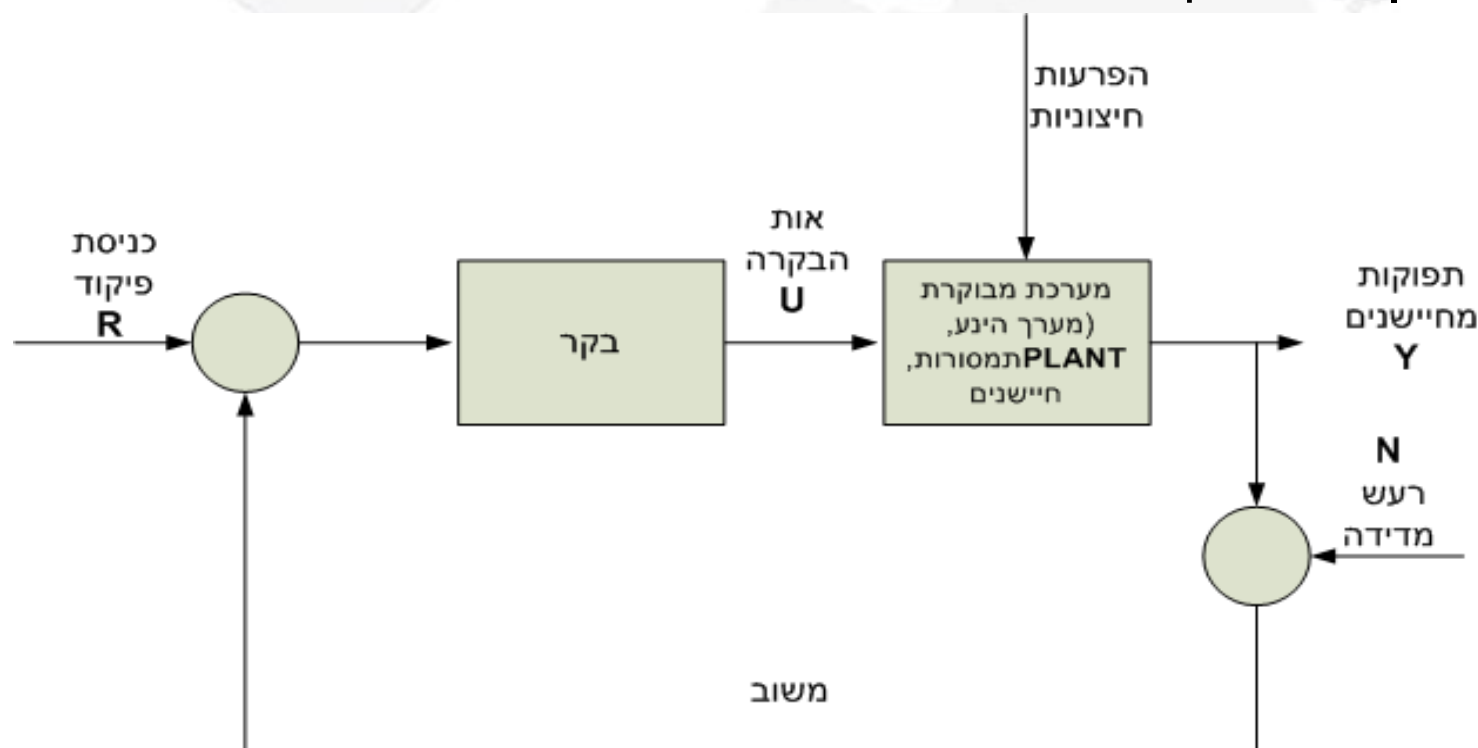 הפרעות
חיצוניות
כניסת
פיקוד
R
בקר
אות
הבקרה
U
מערכת מבוקרת
(מערך הינע,
PLANTתמסורות,
חיישנים
תפוקות
מחיישנים
Y
N
רעש
מדידה
משוב